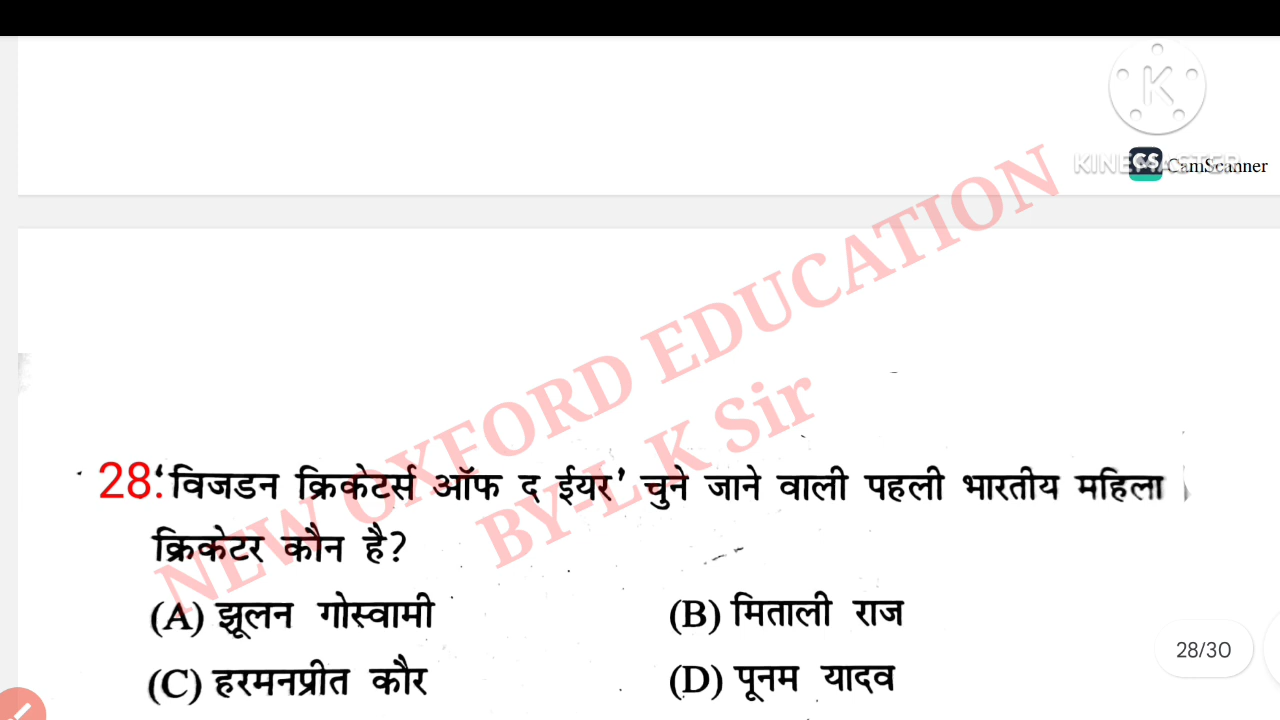 K
KINEMASTER
CS CamScanner
NEW OXFORD EDUCATION
BY-L K Sir
28. ‘विजडन क्रिकेटर्स ऑफ द ईयर’ चुने जाने वाली पहली भारतीय महिला
क्रिकेटर कौन है?
(A) झूलन गोस्वामी (B) मिताली राज
(C) हरमनप्रीत कौर (D) पूनम यादव
28/30